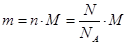 m = n · M = N/N_A · M